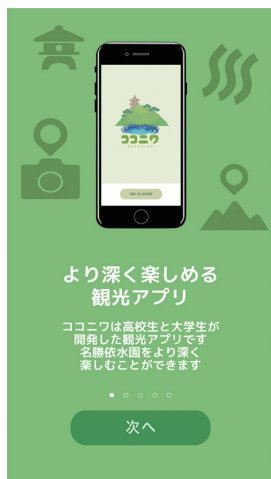 ココニワ
TAP TO START
より深く楽しめる
観光アプリ
ココニワは高校生と大学生が
開発した観光アプリです
名勝依水園をより深く
楽しむことができます
次へ